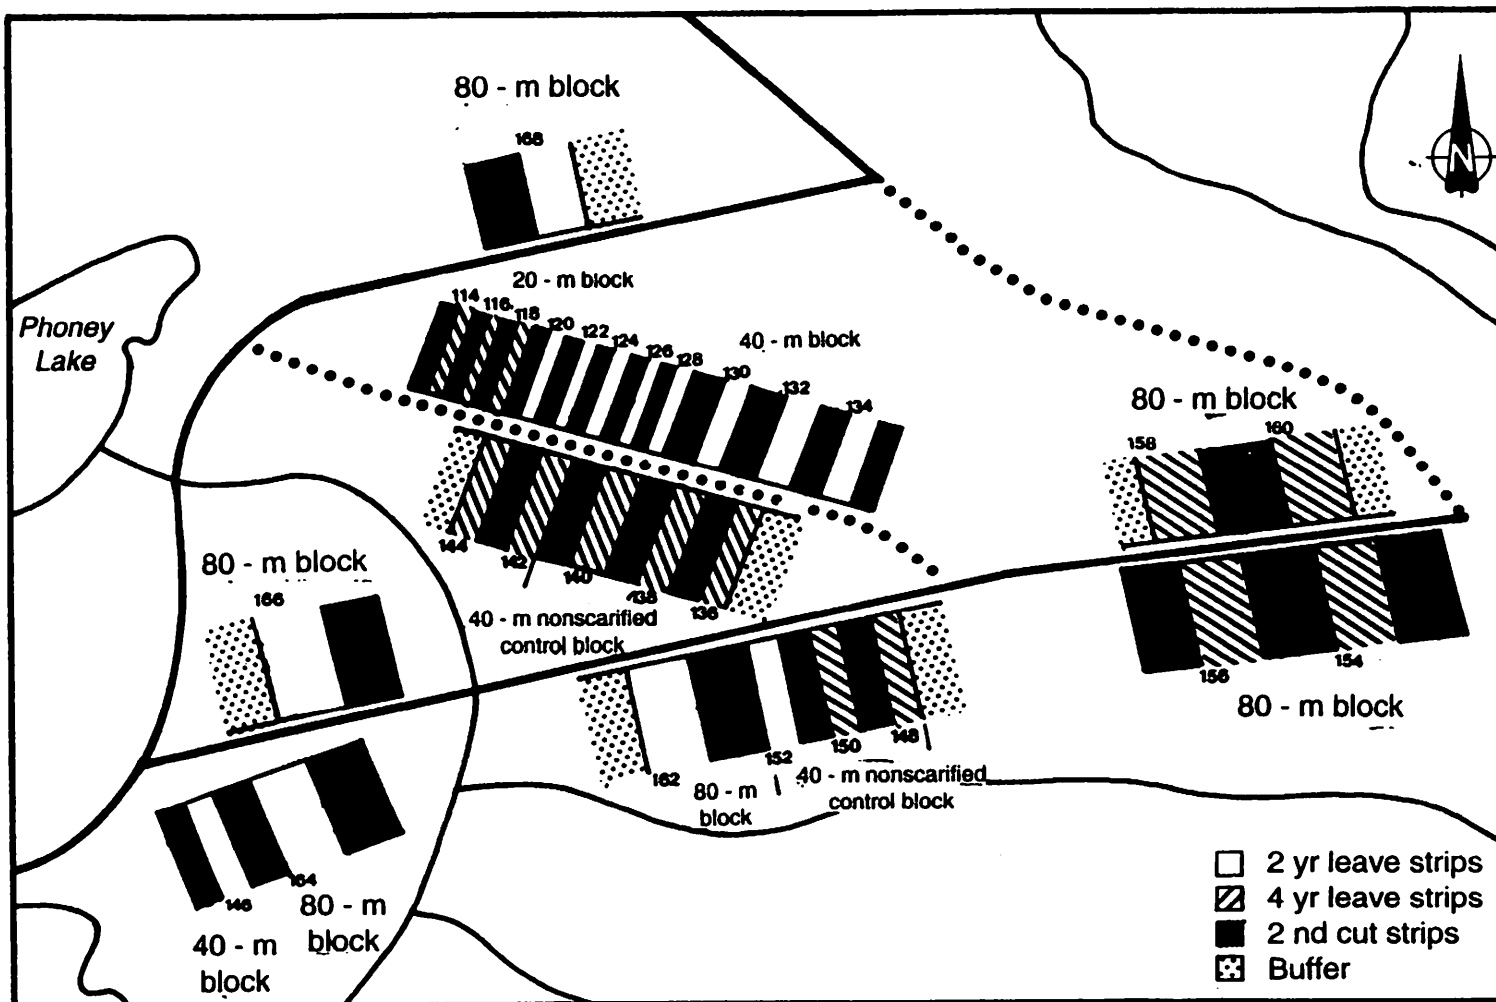 80 - m block
168
N
20 - m block
114
116
118
120
122
124
126
128
40 - m block
130
132
134
Phoney
Lake
80 - m block
158
160
144
142
140
138
136
40 - m nonscarified
control block
80 - m block
166
156
154
80 - m block
162
152
150
148
80 - m
block
40 - m nonscarified
control block
146
164
80 - m
block
40 - m
block
2 yr leave strips
4 yr leave strips
2 nd cut strips
Buffer